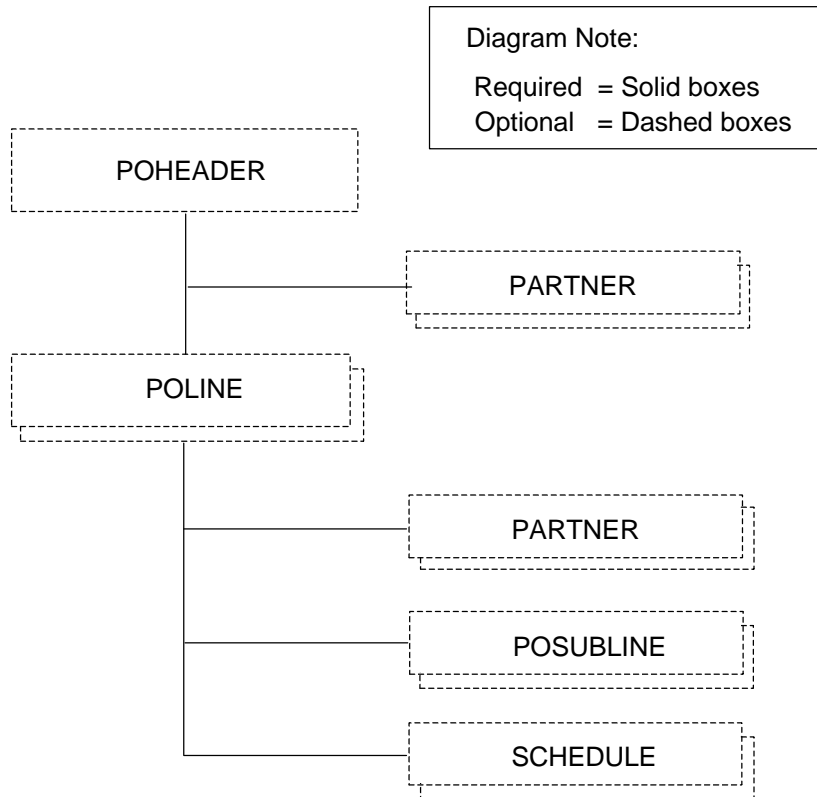 Diagram Note:
Required = Solid boxes
Optional = Dashed boxes
POHEADER
PARTNER
POLINE
PARTNER
POSUBLINE
SCHEDULE